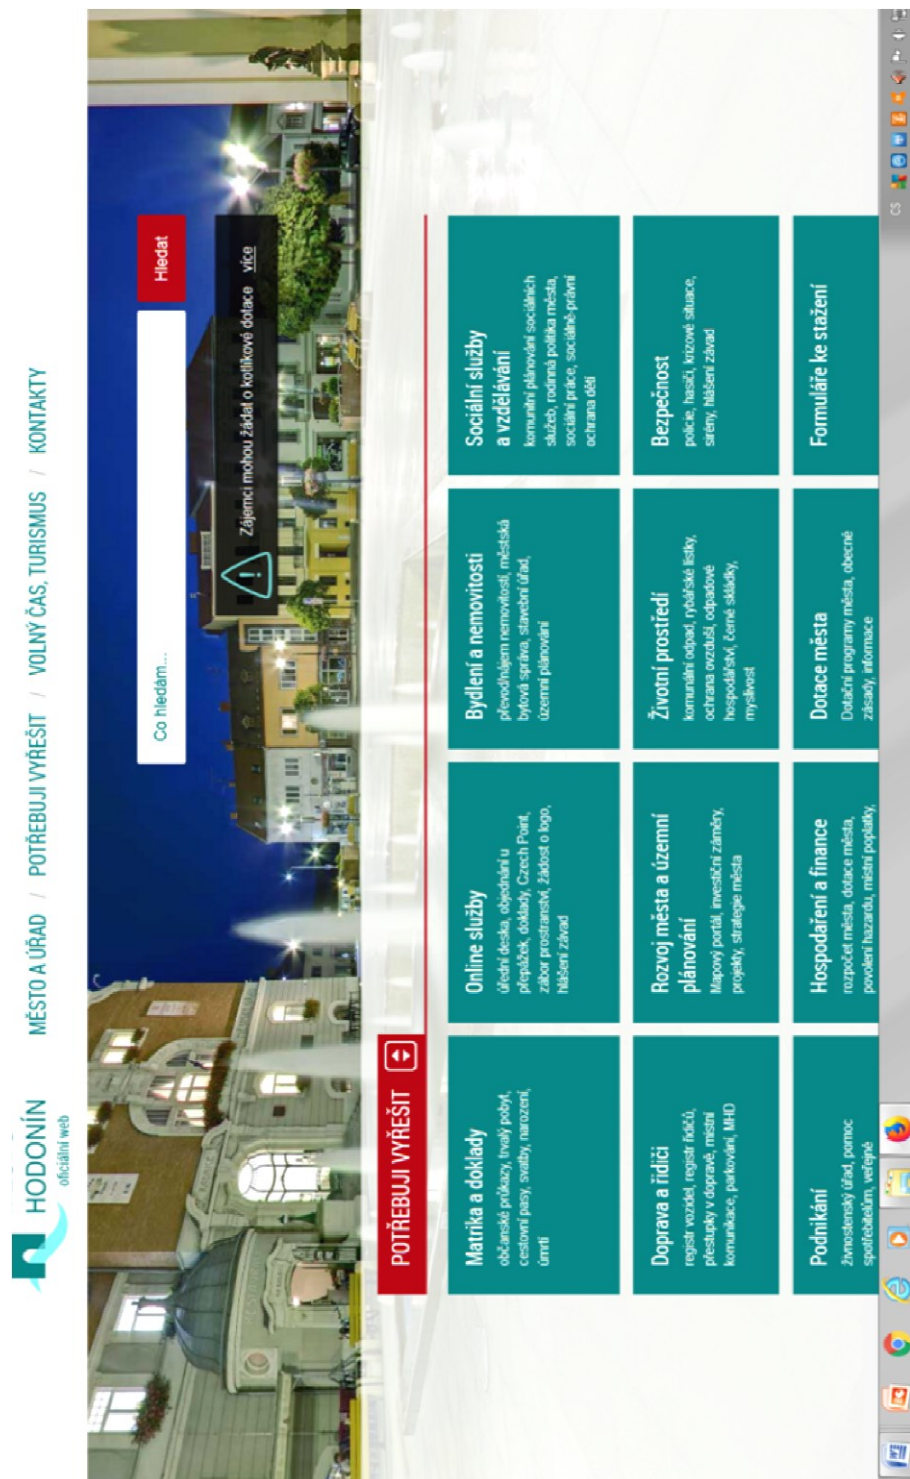 HODONÍN
oficiální web
MĚSTO A ÚŘAD / POTŘEBUJI VYŘEŠIT / VOLNÝ ČAS, TURISMUS / KONTAKTY
Co hledám...
Hledat
Zájemci mohou žádat o kotlíkové dotace více
POTŘEBUJI VYŘEŠIT
Matrika a doklady
občanské průkazy, trvalý pobyt,
cestovní pasy, svatby, narození,
úmrtí
Online služby
úřední deska, objednání u
přepážek, doklady, Czech Point,
zábor prostranství, žádost o logo,
hlášení závad
Bydlení a nemovitosti
převod/nájem nemovitostí, městská
bytová správa, stavební úřad,
územní plánování
Sociální služby
a vzdělávání
komunitní plánování sociálních
služeb, rodinná politika města,
sociální práce, sociálně-právní
ochrana dětí
Doprava a řidiči
registr vozidel, registr řidičů,
přestupky v dopravě, místní
komunikace, parkování, MHD
Rozvoj města a územní
plánování
Mapový portál, investiční záměry,
projekty, strategie města
Životní prostředí
komunální odpad, rybářské lístky,
ochrana ovzduší, odpadové
hospodářství, černé skládky,
myslivost
Bezpečnost
policie, hasiči, krizové situace,
sirény, hlášení závad
Podnikání
živnostenský úřad, pomoc
spotřebitelům, veřejné
Hospodaření a finance
rozpočet města, dotace města,
povolení hazardu, místní poplatky,
Dotace města
Dotační programy města, obecné
zásady, informace
Formuláře ke stažení
CS